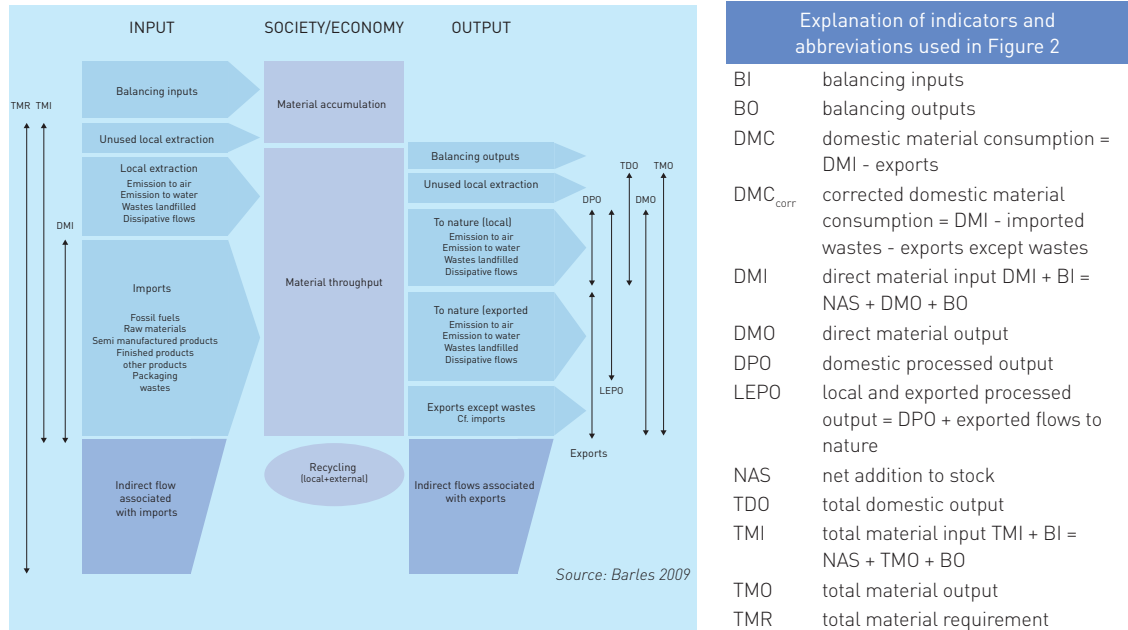 INPUT
SOCIETY/ECONOMY
OUTPUT
TMR
TMI
Balancing inputs
Unused local extraction
Local extraction
Emission to air
Emission to water
Wastes landfilled
Dissipative flows
DMI
Imports
Fossil fuels
Raw materials
Semi manufactured products
Finished products
other products
Packaging
wastes
Indirect flow
associated
with imports
Material accumulation
Material throughput
Recycling
(local+external)
Balancing outputs
Unused local extraction
To nature (local)
Emission to air
Emission to water
Wastes landfilled
Dissipative flows
To nature (exported
Emission to air
Emission to water
Wastes landfilled
Dissipative flows
Exports except wastes
Cf. imports
Indirect flows associated
with exports
TDO
TMO
DPO
DMO
LEPO
Exports
Source: Barles 2009
Explanation of indicators and
abbreviations used in Figure 2
BI balancing inputs
BO balancing outputs
DMC domestic material consumption =
DMI - exports
DMCcorr corrected domestic material
consumption = DMI - imported
wastes - exports except wastes
DMI direct material input DMI + BI =
NAS + DMO + BO
DMO direct material output
DPO domestic processed output
LEPO local and exported processed
output = DPO + exported flows to
nature
NAS net addition to stock
TDO total domestic output
TMI total material input TMI + BI =
NAS + TMO + BO
TMO total material output
TMR total material requirement